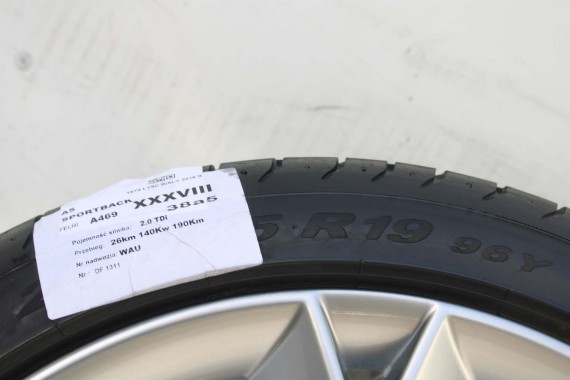 A5 XXXVIII
SPORTBACK 38a5
FELGI A469
Pojemność silnika: 2.0 TDI
Przebieg: 26km 140Kw 190Km
Nr nadwozia: WAU
Nr: DF 1311
5 R19 96Y